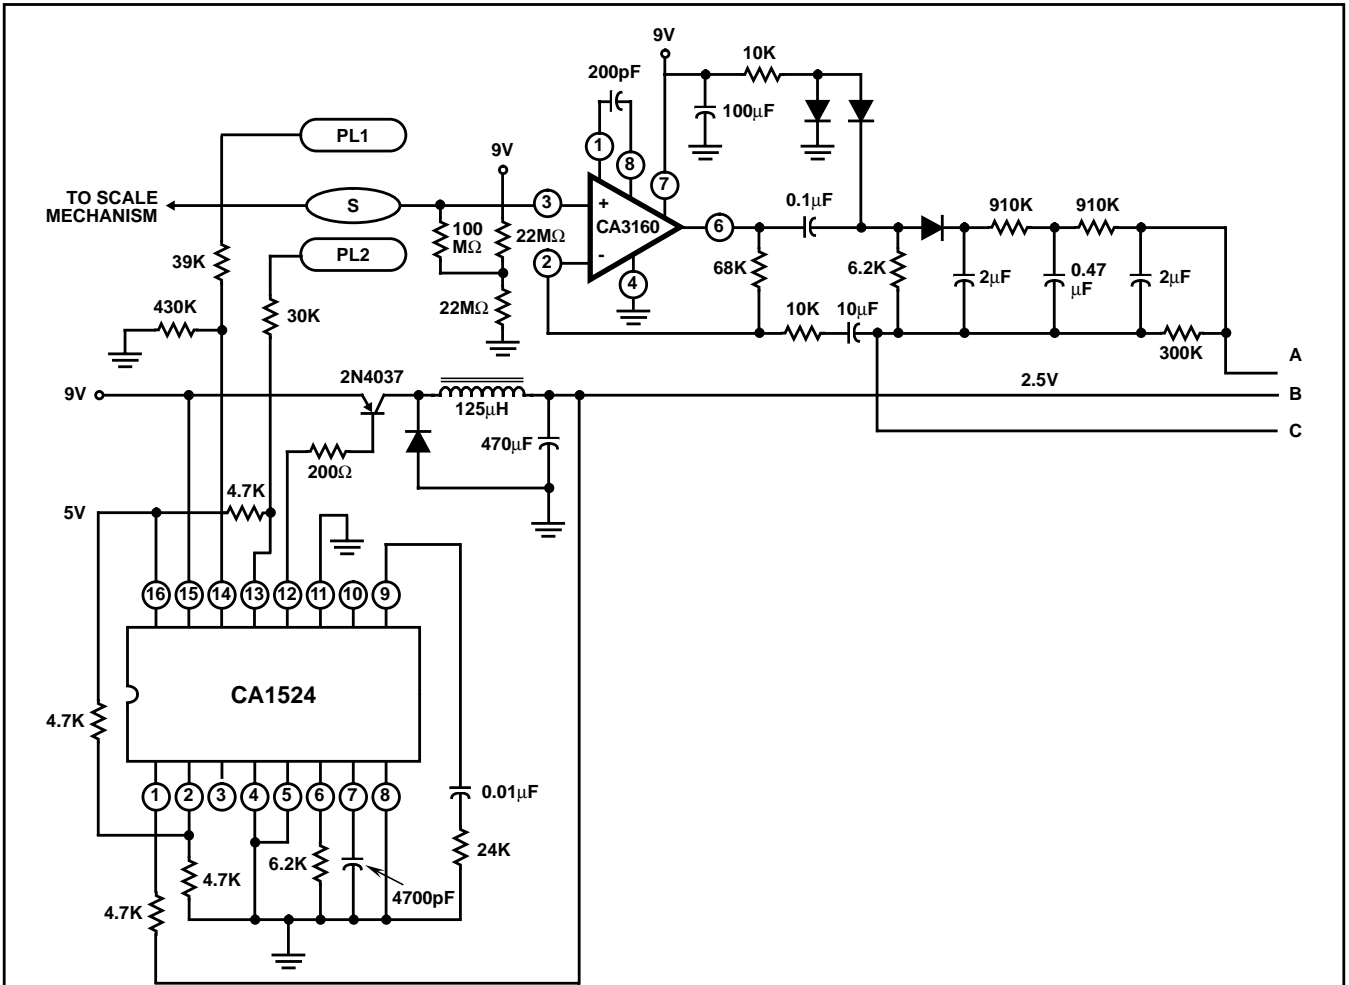 9V
10K
200pF
100μF
PL1
1
8
7
9V
TO SCALE
MECHANISM
S
3
+
CA3160
6
0.1μF
910K
910K
100
MΩ
22MΩ
2
-
PL2
39K
68K
6.2K
2μF
0.47
μF
2μF
4
430K
30K
22MΩ
10K
10μF
300K
A
2N4037
9V
2.5V
B
125μH
C
470μF
200Ω
4.7K
5V
16
15
14
13
12
11
10
9
CA1524
4.7K
1
2
3
4
5
6
7
8
0.01μF
24K
6.2K
4.7K
4700pF
4.7K